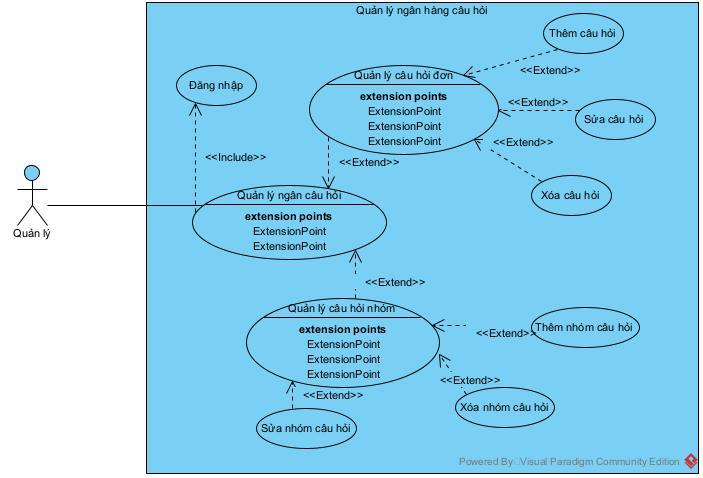 Quản lý ngân hàng câu hỏi
Thêm câu hỏi
<<Extend>>
Đăng nhập
Quản lý câu hỏi đơn
extension points
ExtensionPoint
ExtensionPoint
ExtensionPoint
<<Extend>>
Sửa câu hỏi
<<Extend>>
<<Include>>
<<Extend>>
Xóa câu hỏi
Quản lý ngân câu hỏi
extension points
ExtensionPoint
ExtensionPoint
Quản lý
<<Extend>>
Quản lý câu hỏi nhóm
extension points
ExtensionPoint
ExtensionPoint
ExtensionPoint
<<Extend>>
Thêm nhóm câu hỏi
<<Extend>>
<<Extend>>
Xóa nhóm câu hỏi
Sửa nhóm câu hỏi
Powered By Visual Paradigm Community Edition